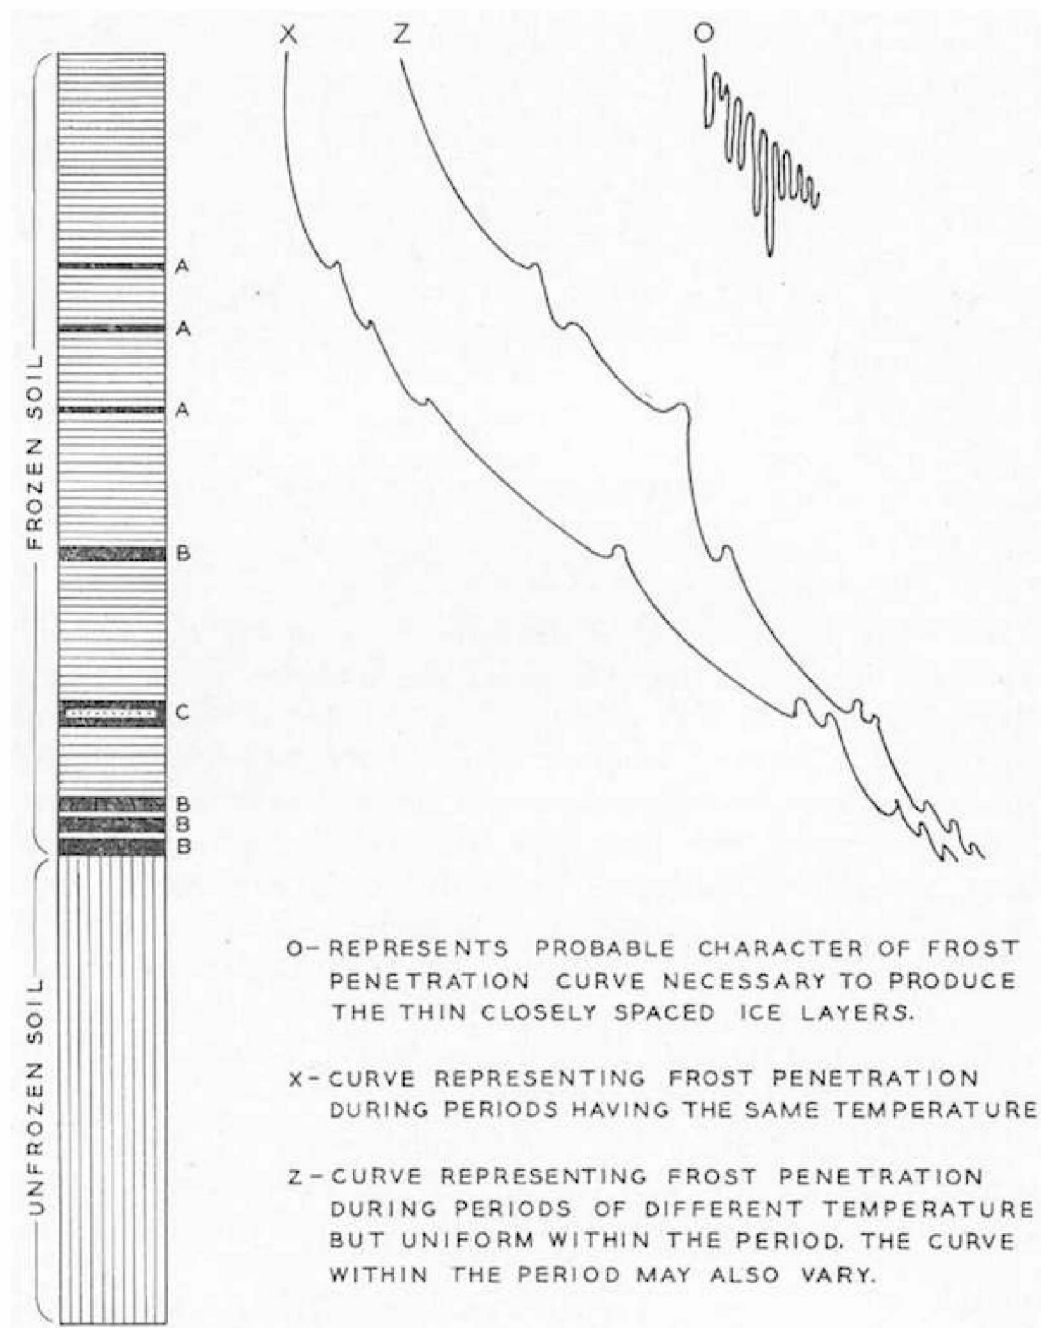 X Z O
A
A
A
B
C
B
B
B
FROZEN SOIL
UNFROZEN SOIL
O- REPRESENTS PROBABLE CHARACTER OF FROST
PENETRATION CURVE NECESSARY TO PRODUCE
THE THIN CLOSELY SPACED ICE LAYERS.
X- CURVE REPRESENTING FROST PENETRATION
DURING PERIODS HAVING THE SAME TEMPERATURE
Z- CURVE REPRESENTING FROST PENETRATION
DURING PERIODS OF DIFFERENT TEMPERATURE
BUT UNIFORM WITHIN THE PERIOD. THE CURVE
WITHIN THE PERIOD MAY ALSO VARY.